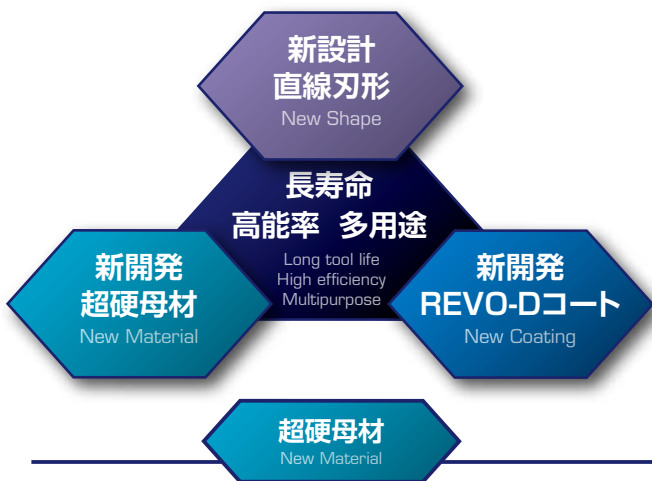 新設計
直線刃形
New Shape
長寿命
高能率 多用途
Long tool life
High efficiency
Multipurpose
新開発
超硬母材
New Material
新開発
REVO-Dコート
New Coating
超硬母材
New Material